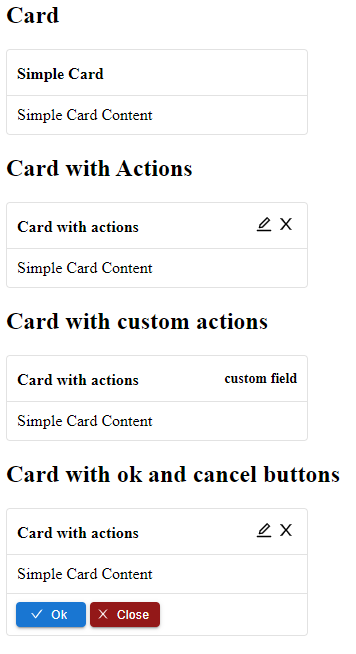 Card
Simple Card
Simple Card Content
Card with Actions
Card with actions
Simple Card Content
Card with custom actions
Card with actions custom field
Simple Card Content
Card with ok and cancel buttons
Card with actions
Simple Card Content
Ok Close